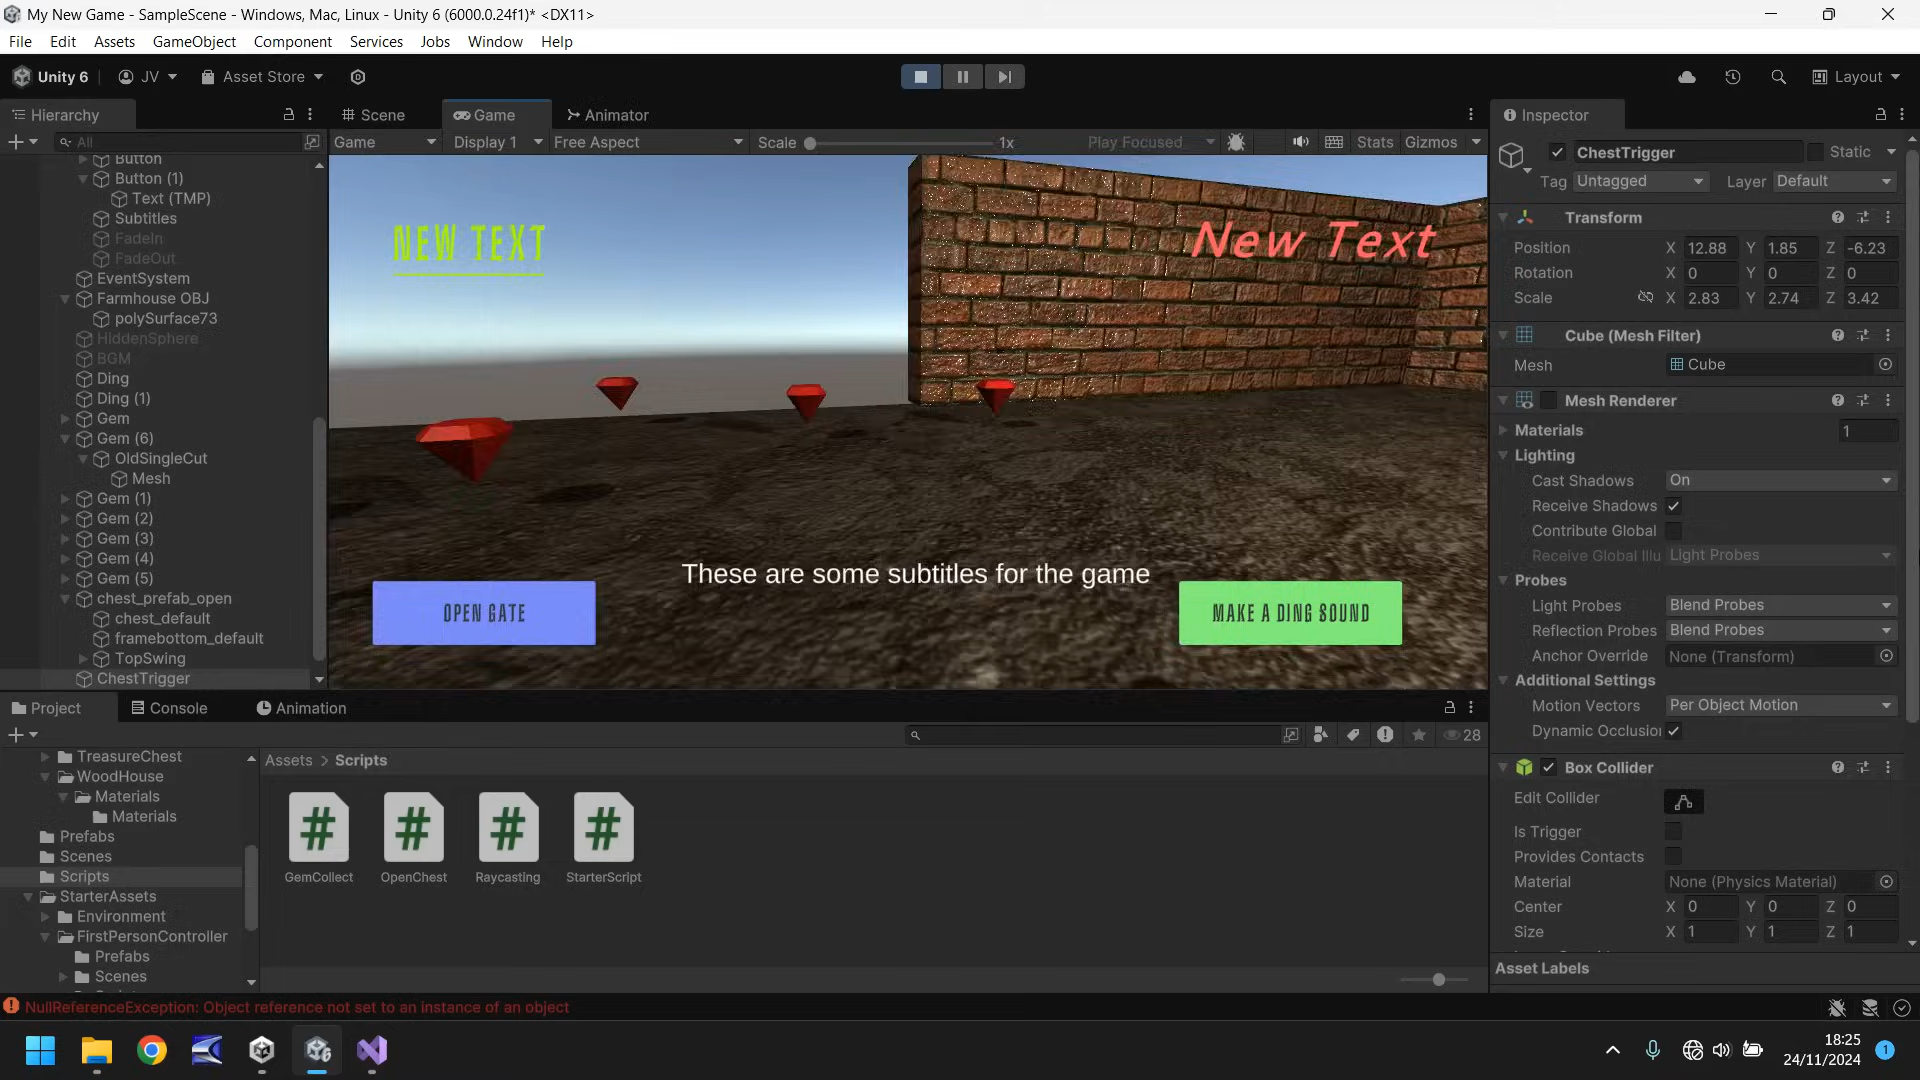 My New Game - SampleScene - Windows, Mac, Linux - Unity 6 (6000.0.24f1)* <DX11>
File Edit Assets GameObject Component Services Jobs Window Help
Unity 6 JV Asset Store Layout
Hierarchy
All
Button
Button (1)
Text (TMP)
Subtitles
FadeIn
FadeOut
EventSystem
Farmhouse OBJ
polySurface73
HiddenSphere
BGM
Ding
Ding (1)
Gem
Gem (6)
OldSingleCut
Mesh
Gem (1)
Gem (2)
Gem (3)
Gem (4)
Gem (5)
chest_prefab_open
chest_default
framebottom_default
TopSwing
ChestTrigger
Scene Game Animator
Game Display 1 Free Aspect Scale 1x Play Focused Stats Gizmos
NEW TEXT
New Text
These are some subtitles for the game
OPEN GATE
MAKE A DING SOUND
Inspector
ChestTrigger Static
Tag Untagged Layer Default
Transform
Position X 12.88 Y 1.85 Z -6.23
Rotation X 0 Y 0 Z 0
Scale X 2.83 Y 2.74 Z 3.42
Cube (Mesh Filter)
Mesh Cube
Mesh Renderer
Materials 1
Lighting
Cast Shadows On
Receive Shadows
Contribute Global
Receive Global Illu Light Probes
Probes
Light Probes Blend Probes
Reflection Probes Blend Probes
Anchor Override None (Transform)
Additional Settings
Motion Vectors Per Object Motion
Dynamic Occlusion
Box Collider
Edit Collider
Is Trigger
Provides Contacts
Material None (Physics Material)
Center X 0 Y 0 Z 0
Size X 1 Y 1 Z 1
Asset Labels
Project Console Animation
28
TreasureChest
WoodHouse
Materials
Materials
Prefabs
Scenes
Scripts
StarterAssets
Environment
FirstPersonController
Prefabs
Scenes
Assets > Scripts
GemCollect OpenChest Raycasting StarterScript
NullReferenceException: Object reference not set to an instance of an object
18:25
24/11/2024
1